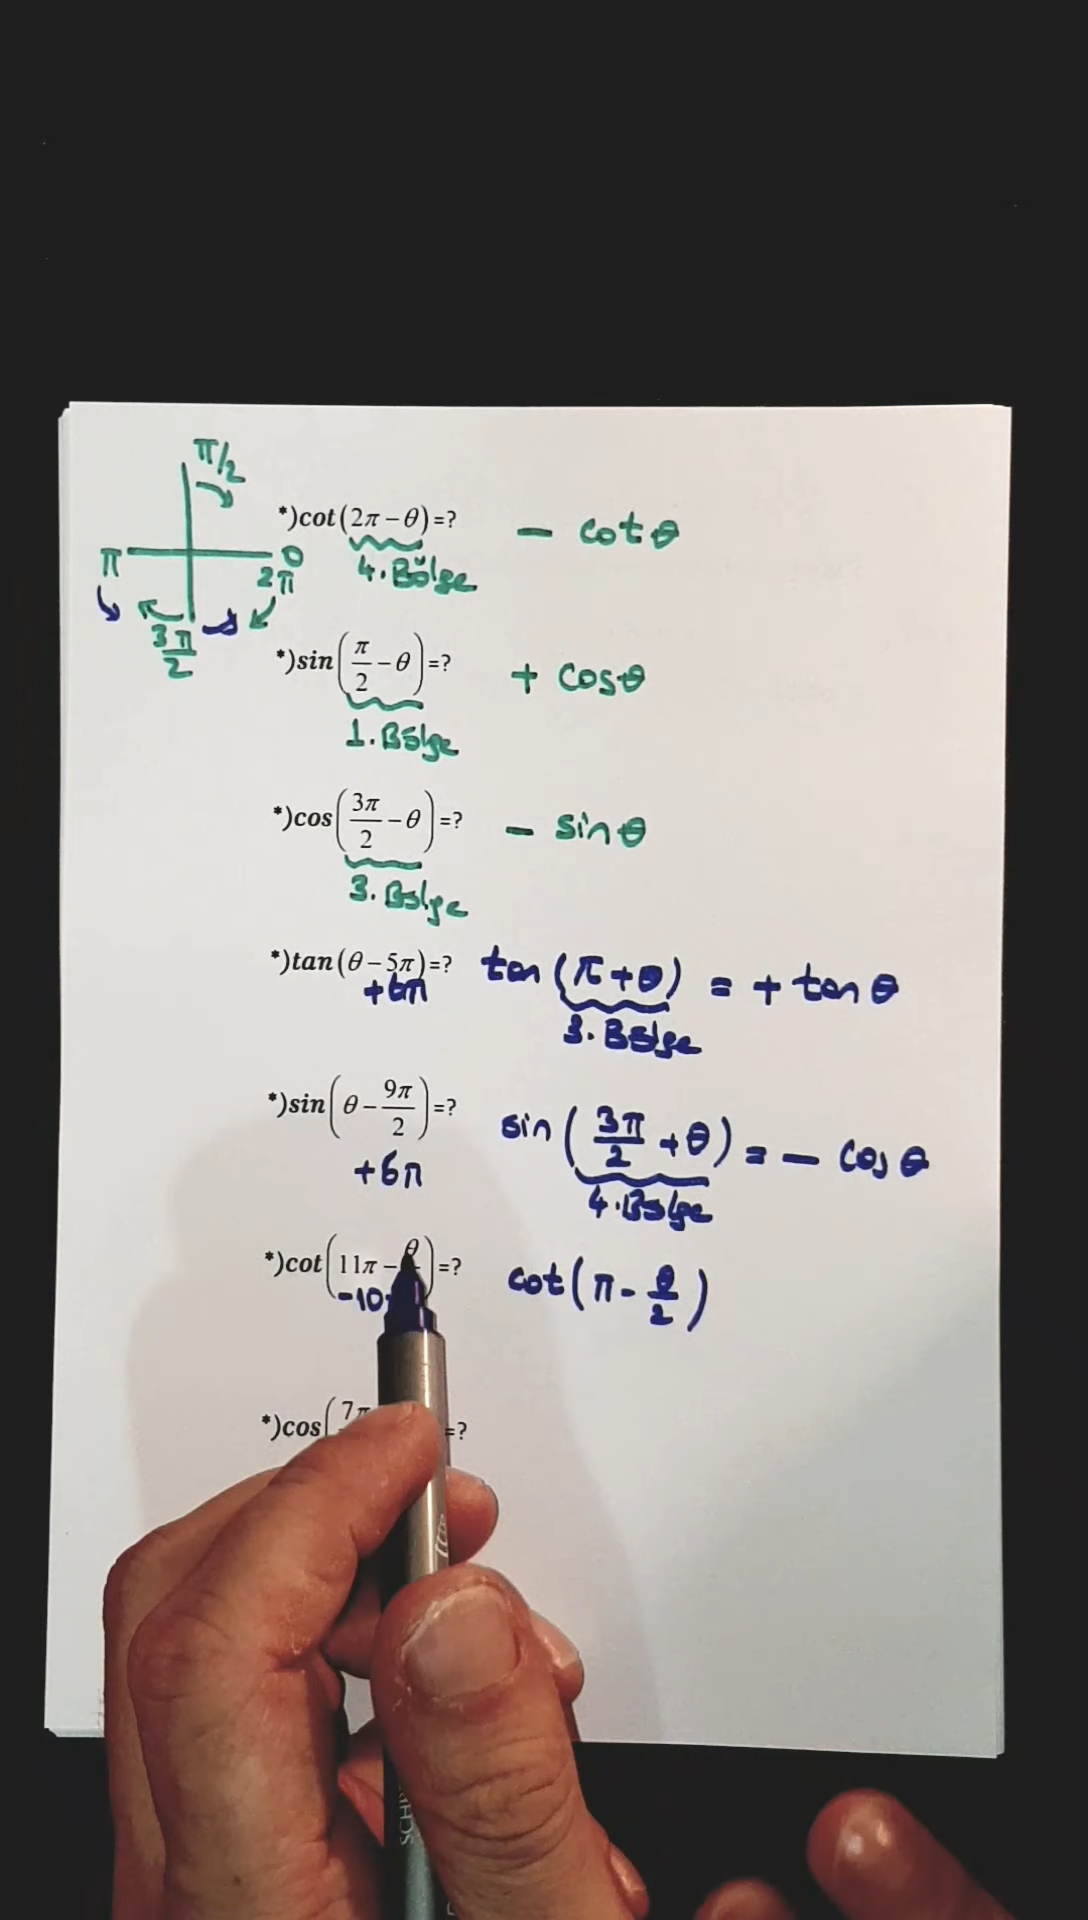 π/2
π
0
2π
3π/2
*)cot(2π−θ)=? − cotθ
4.Bölge
*)sin(π/2−θ)=? + cosθ
1.Bölge
*)cos(3π/2−θ)=? − sinθ
3.Bölge
*)tan(θ−5π)=? tan(π+θ) = + tanθ
+6π
3.Bölge
*)sin(θ−9π/2)=? sin(3π/2+θ) = − cosθ
+6π
4.Bölge
*)cot(11π−θ =? cot(π−θ/2)
−10
*)cos(7π =?